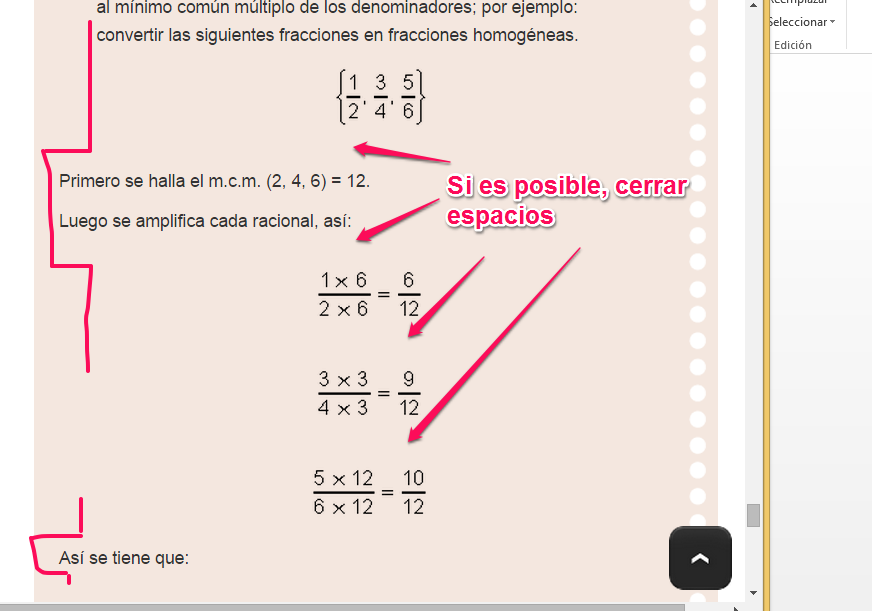 al mínimo común múltiplo de los denominadores; por ejemplo:
convertir las siguientes fracciones en fracciones homogéneas.
{1/2, 3/4, 5/6}
Primero se halla el m.c.m. (2, 4, 6) = 12.
Luego se amplifica cada racional, así:
Si es posible, cerrar
espacios
1 × 6 / 2 × 6 = 6/12
3 × 3 / 4 × 3 = 9/12
5 × 12 / 6 × 12 = 10/12
Así se tiene que:
Reemplazar
Seleccionar
Edición